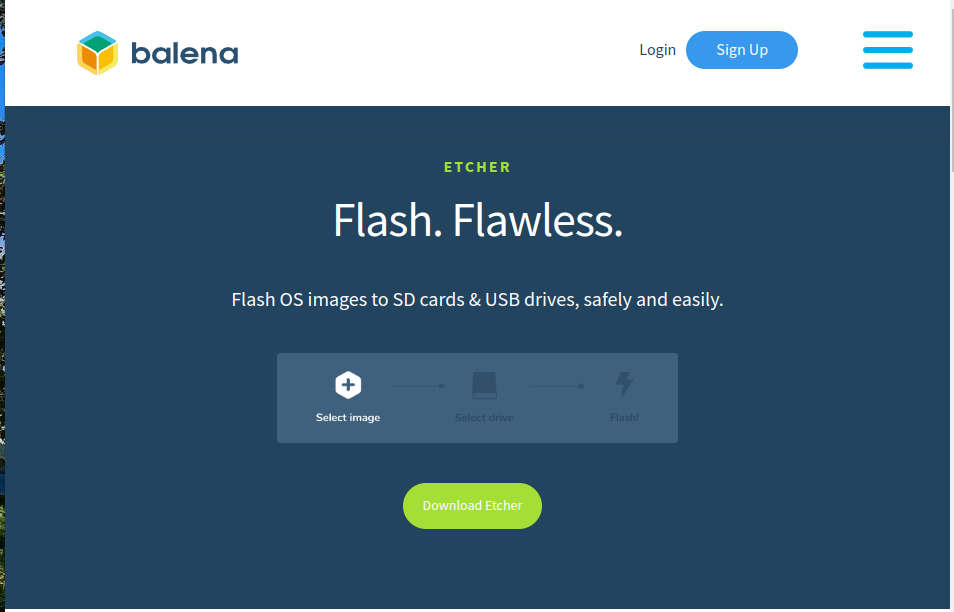 balena
Login
Sign Up
ETCHER
Flash. Flawless.
Flash OS images to SD cards & USB drives, safely and easily.
Select image
Select drive
Flash!
Download Etcher